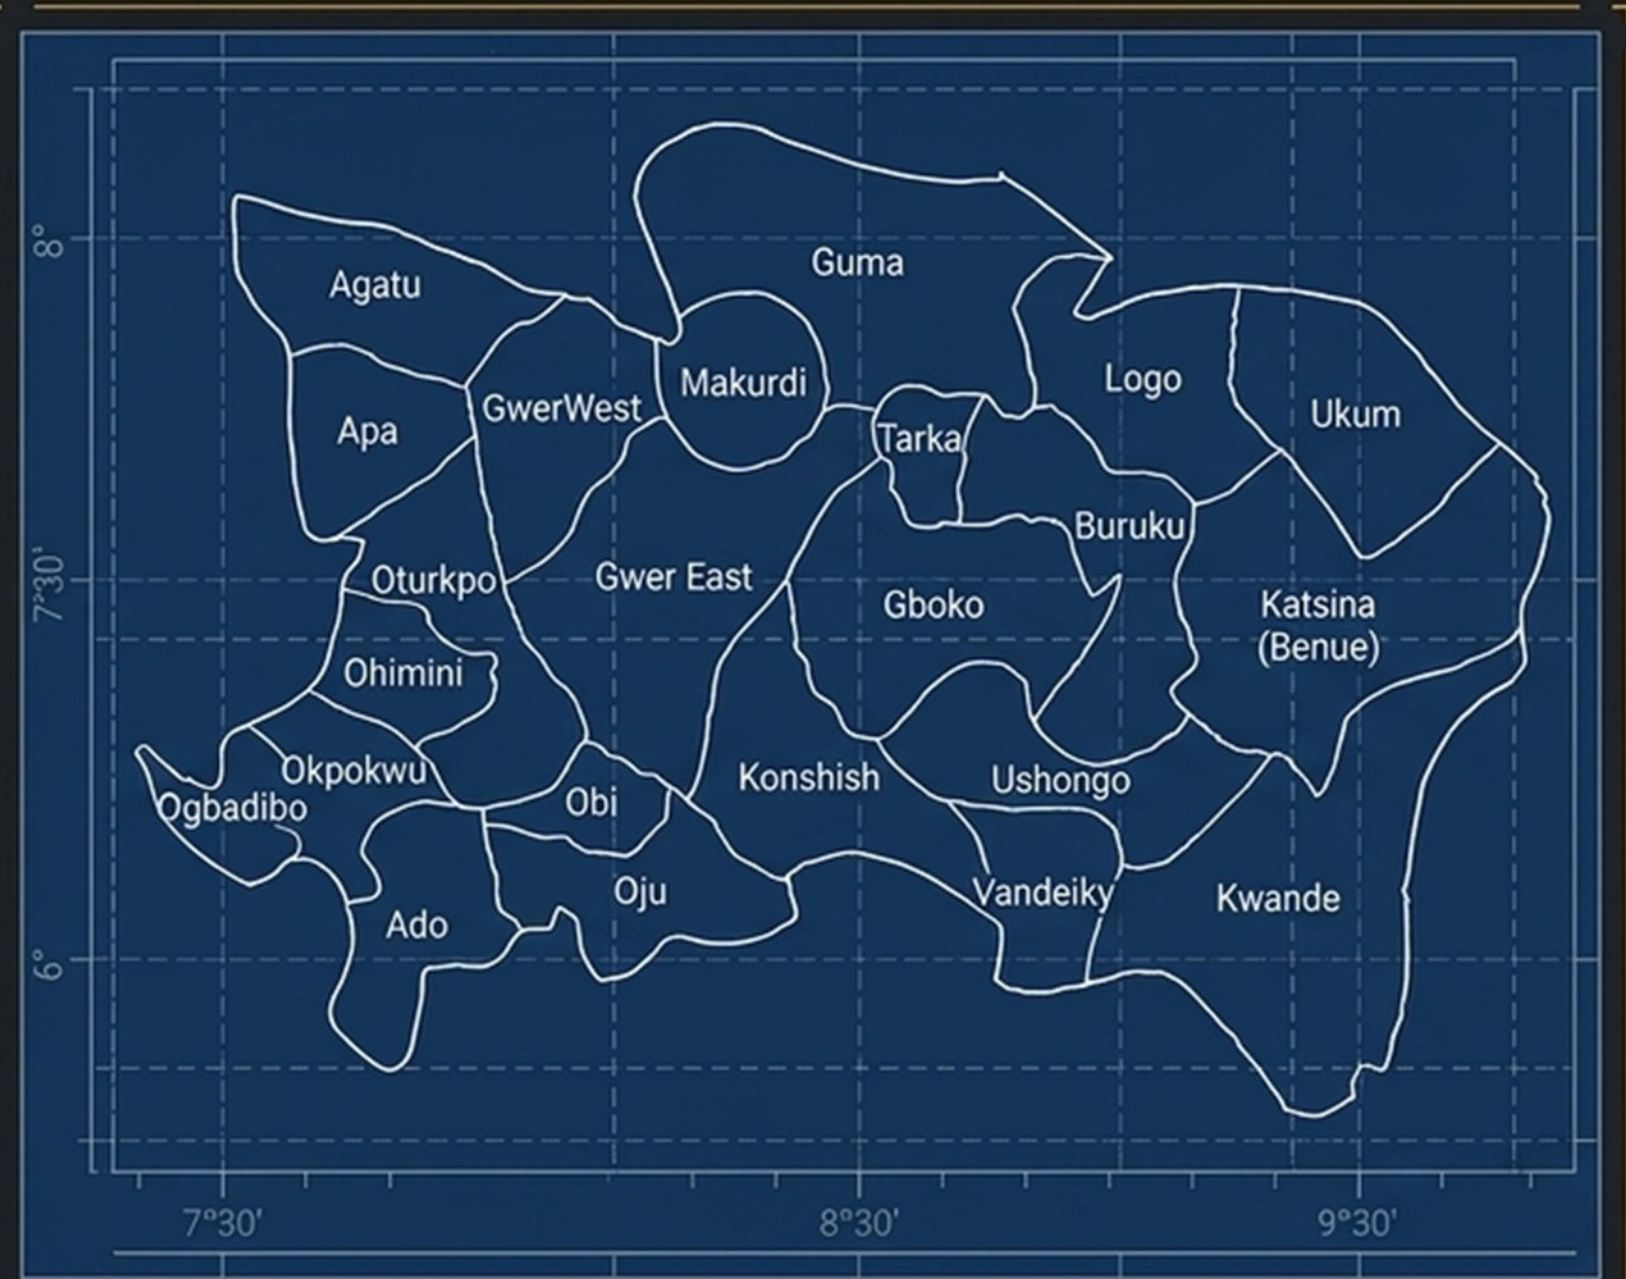 Guma
8°
Agatu
Makurdi
Logo
GwerWest
Ukum
Apa
Tarka
Buruku
7°30'
Oturkpo
Gwer East
Gboko
Katsina
(Benue)
Ohimini
Okpokwu
Konshish
Ushongo
Ogbadibo
Obi
Oju
Vandeiky
Kwande
Ado
6°
7°30'
8°30'
9°30'